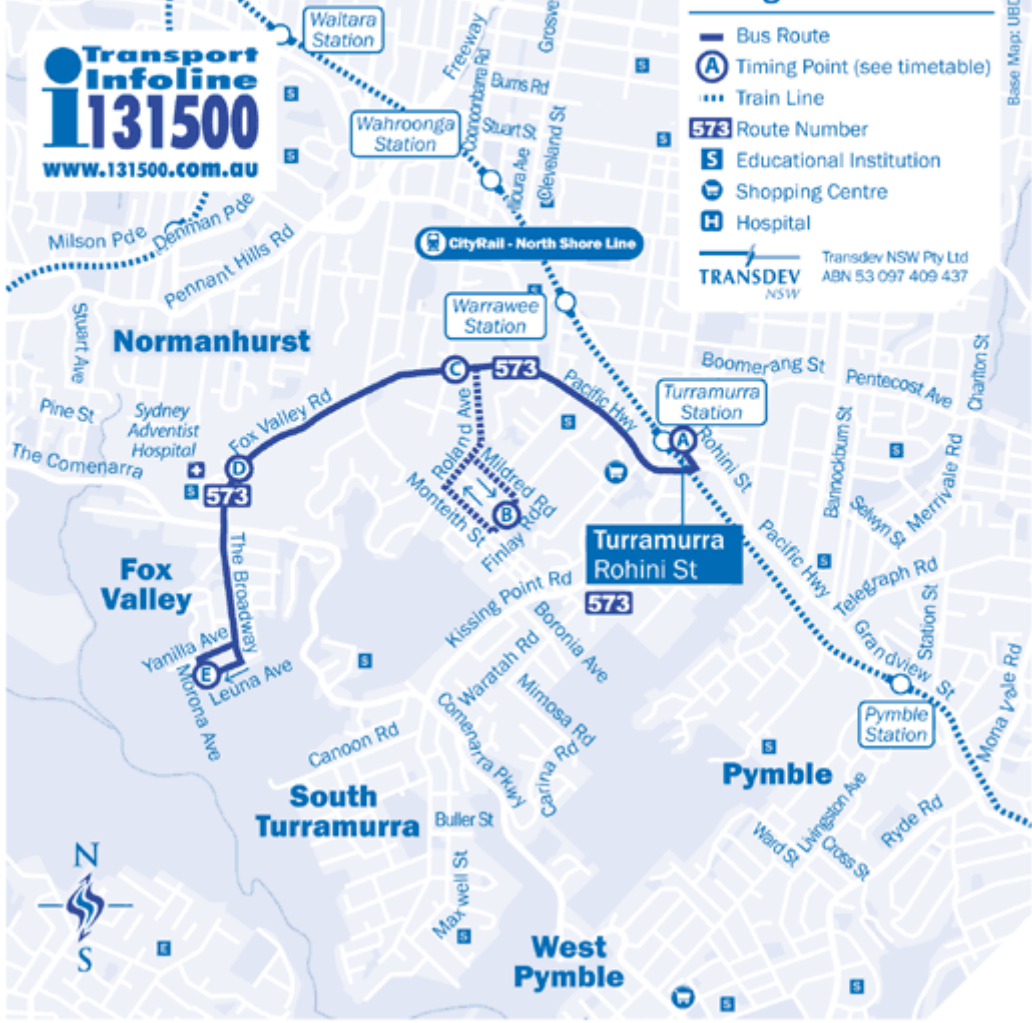 Waitara
Station
Transport
Infoline
131500
www.131500.com.au
Freeway
Coonanbarra Rd
Burns Rd
Stuart St
Cleveland St
Wahroonga
Station
Bus Route
A
Timing Point (see timetable)
Train Line
573
Route Number
S
Educational Institution
Shopping Centre
H
Hospital
TRANSDEV
NSW
Transdev NSW Pty Ltd
ABN 53 097 409 437
Base Map: UBD
Milson Pde
Denman Pde
Pennant Hills Rd
CityRail - North Shore Line
Warrawee
Station
Stuart Ave
Normanhurst
C
573
Pacific Hwy
Boomerang St
Pentecost Ave
Charlton St
Turramurra
Station
Pine St
Sydney
Adventist
Hospital
The Comenarra
Fox Valley Rd
D
573
Roland Ave
Mildred Rd
Monteith St
B
Finlay Rd
A
Rohini St
Bannockburn St
Selwyn St
Merrivale Rd
Turramurra
Rohini St
573
Pacific Hwy
Telegraph Rd
Station St
Grandview St
Mona Vale Rd
Fox
Valley
The Broadway
Yanilla Ave
E
Leuna Ave
Morona Ave
Kissing Point Rd
Boronia Ave
Waratah Rd
Mimosa Rd
Carina Rd
Comenarra Pkwy
Canoon Rd
South
Turramurra
Buller St
Maxwell St
Pymble
Station
Pymble
Livingston Ave
Ward St
Cross St
Ryde Rd
West
Pymble
N
S
E